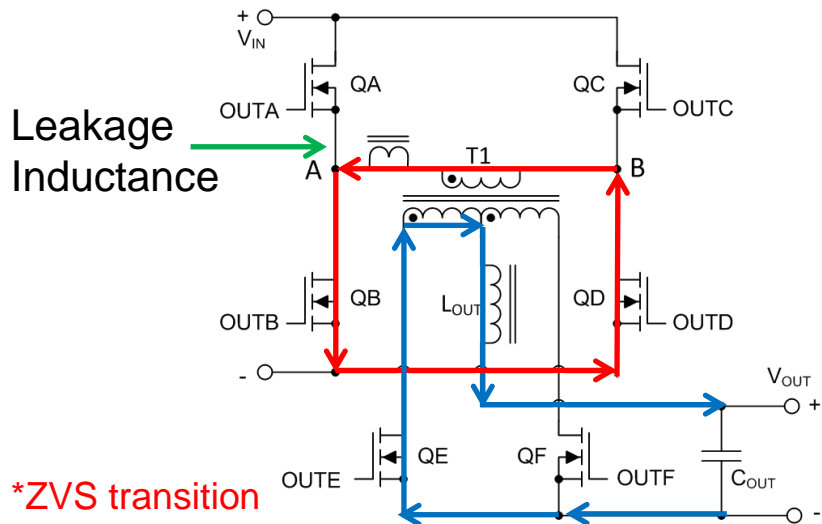 +
VIN
QA
QC
OUTA
OUTC
Leakage
Inductance
T1
A
B
QB
LOUT
QD
OUTB
OUTD
-
VOUT
+
QE
QF
OUTE
OUTF
COUT
*ZVS transition
-